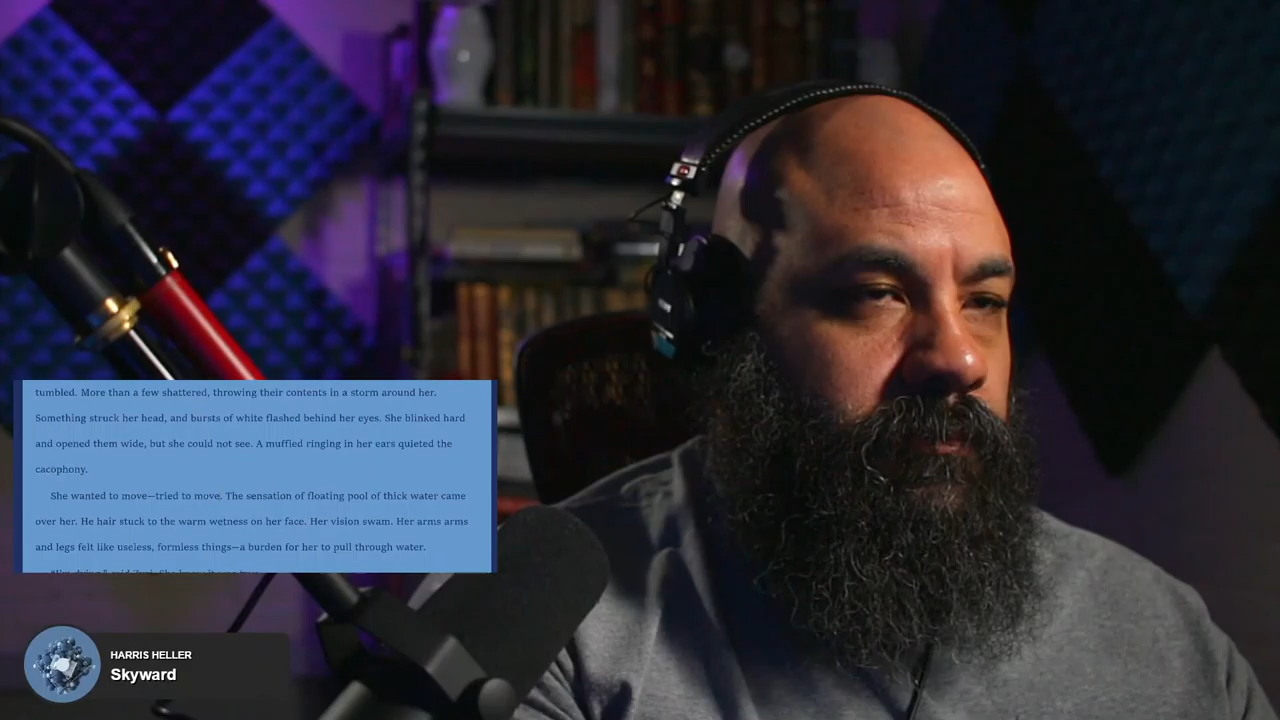 tumbled. More than a few shattered, throwing their contents in a storm around her.
Something struck her head, and bursts of white flashed behind her eyes. She blinked hard
and opened them wide, but she could not see. A muffled ringing in her ears quieted the
cacophony.
She wanted to move—tried to move. The sensation of floating pool of thick water came
over her. He hair stuck to the warm wetness on her face. Her vision swam. Her arms arms
and legs felt like useless, formless things—a burden for her to pull through water.
HARRIS HELLER
Skyward